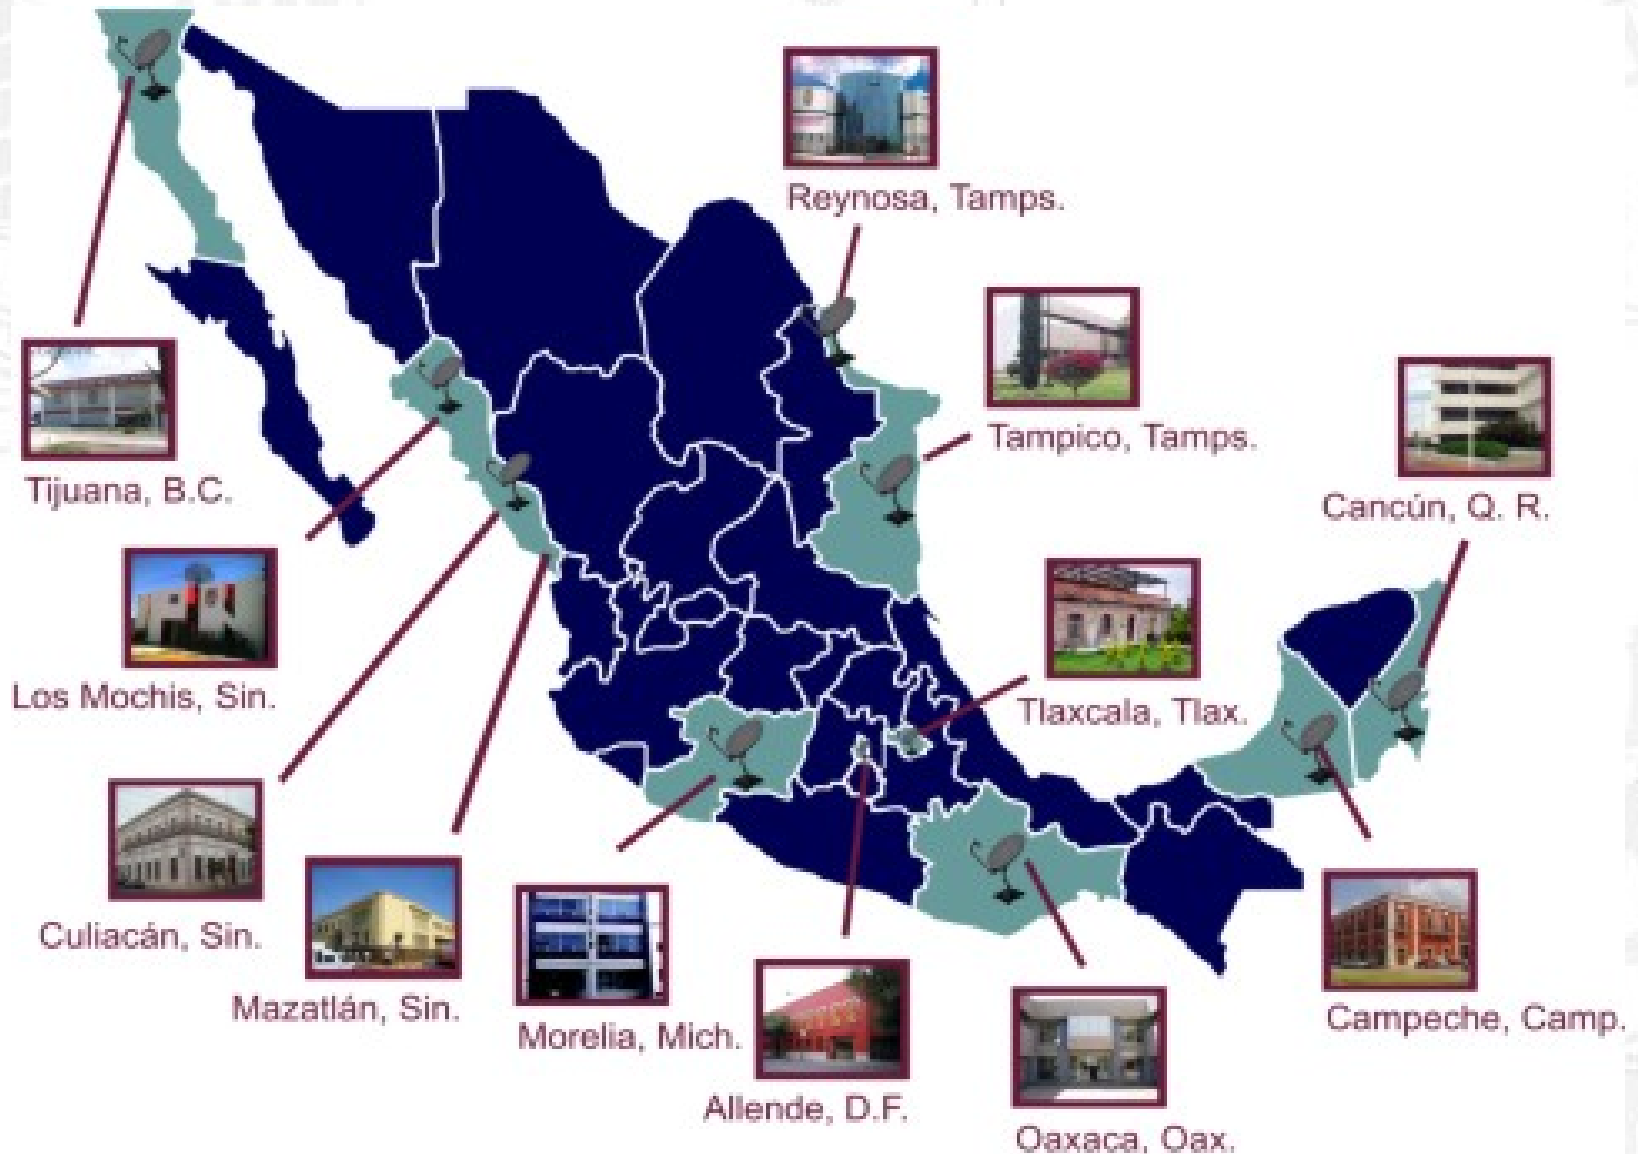 Reynosa, Tamps.
Tampico, Tamps.
Tijuana, B.C.
Cancún, Q. R.
Los Mochis, Sin.
Tlaxcala, Tlax.
Culiacán, Sin.
Mazatlán, Sin.
Morelia, Mich.
Campeche, Camp.
Allende, D.F.
Oaxaca, Oax.